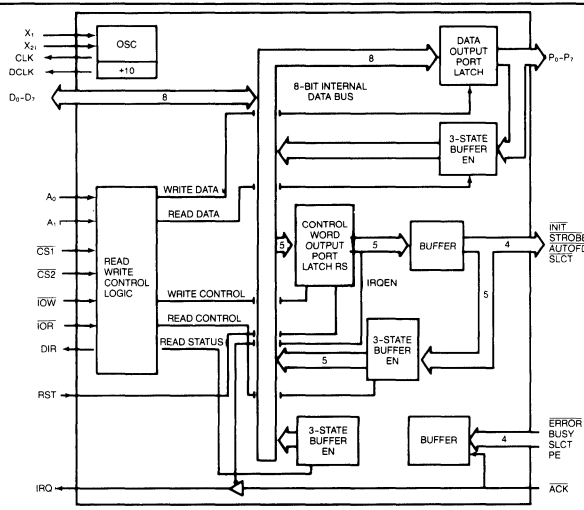 X₁
X₂₁
CLK
DCLK
OSC
+10
D₀–D₇
8
8
8-BIT INTERNAL
DATA BUS
DATA
OUTPUT
PORT
LATCH
P₀–P₇
3-STATE
BUFFER
EN
A₀
A₁
CS1
CS2
IOW
IOR
DIR
RST
READ
WRITE
CONTROL
LOGIC
WRITE DATA
READ DATA
WRITE CONTROL
READ CONTROL
READ STATUS
5
CONTROL
WORD
OUTPUT
PORT
LATCH RS
5
IRQEN
BUFFER
4
INIT
STROBE
AUTOFD
SLCT
5
3-STATE
BUFFER
EN
5
3-STATE
BUFFER
EN
BUFFER
4
ERROR
BUSY
SLCT
PE
IRQ
ACK